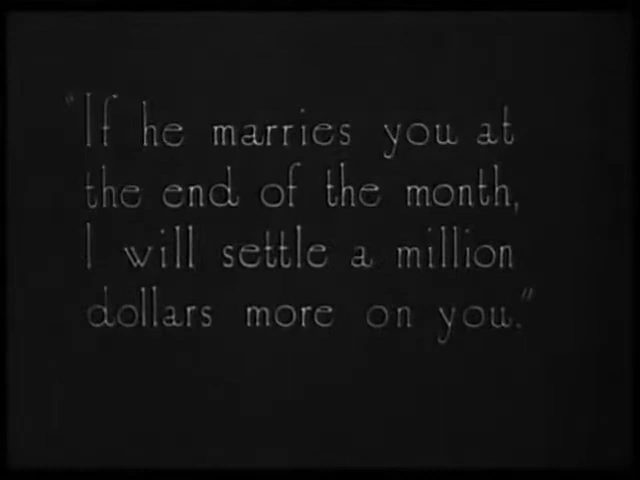 "If he marries you at
the end of the month,
I will settle a million
dollars more on you."